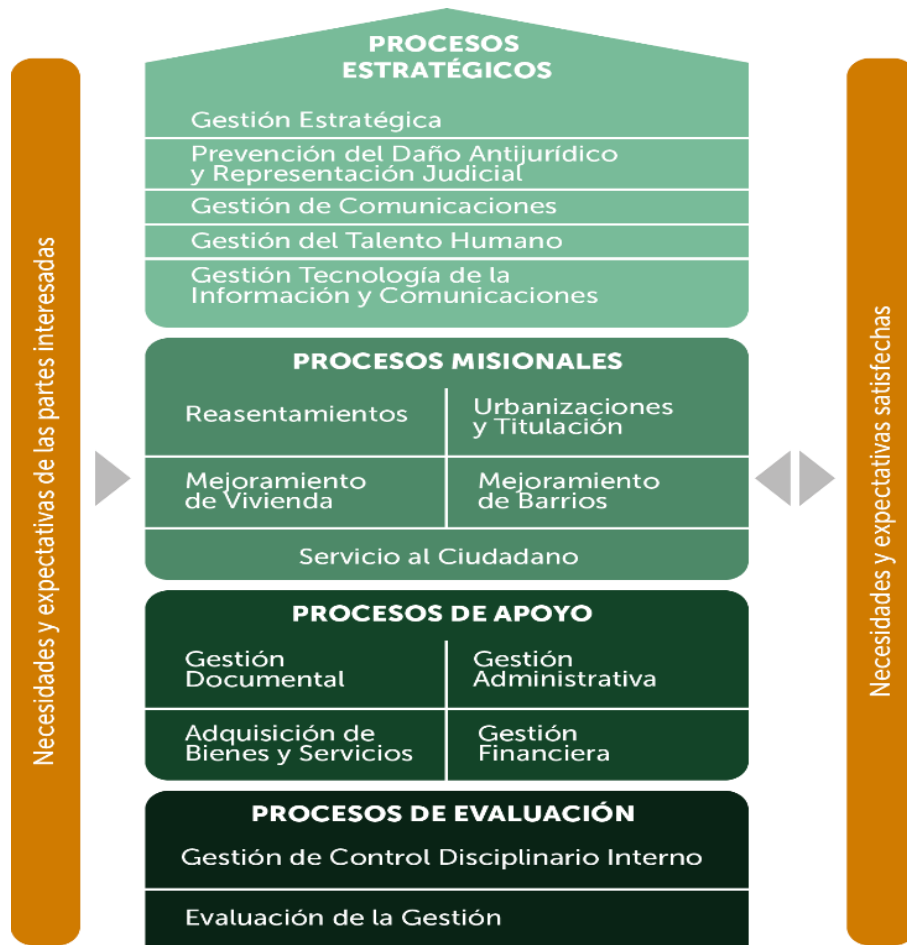 Necesidades y expectativas de las partes interesadas
PROCESOS
ESTRATÉGICOS
Gestión Estratégica
Prevención del Daño Antijurídico
y Representación Judicial
Gestión de Comunicaciones
Gestión del Talento Humano
Gestión Tecnología de la
Información y Comunicaciones
PROCESOS MISIONALES
Reasentamientos
Urbanizaciones
y Titulación
Mejoramiento
de Vivienda
Mejoramiento
de Barrios
Servicio al Ciudadano
PROCESOS DE APOYO
Gestión
Documental
Gestión
Administrativa
Adquisición de
Bienes y Servicios
Gestión
Financiera
PROCESOS DE EVALUACIÓN
Gestión de Control Disciplinario Interno
Evaluación de la Gestión
Necesidades y expectativas satisfechas